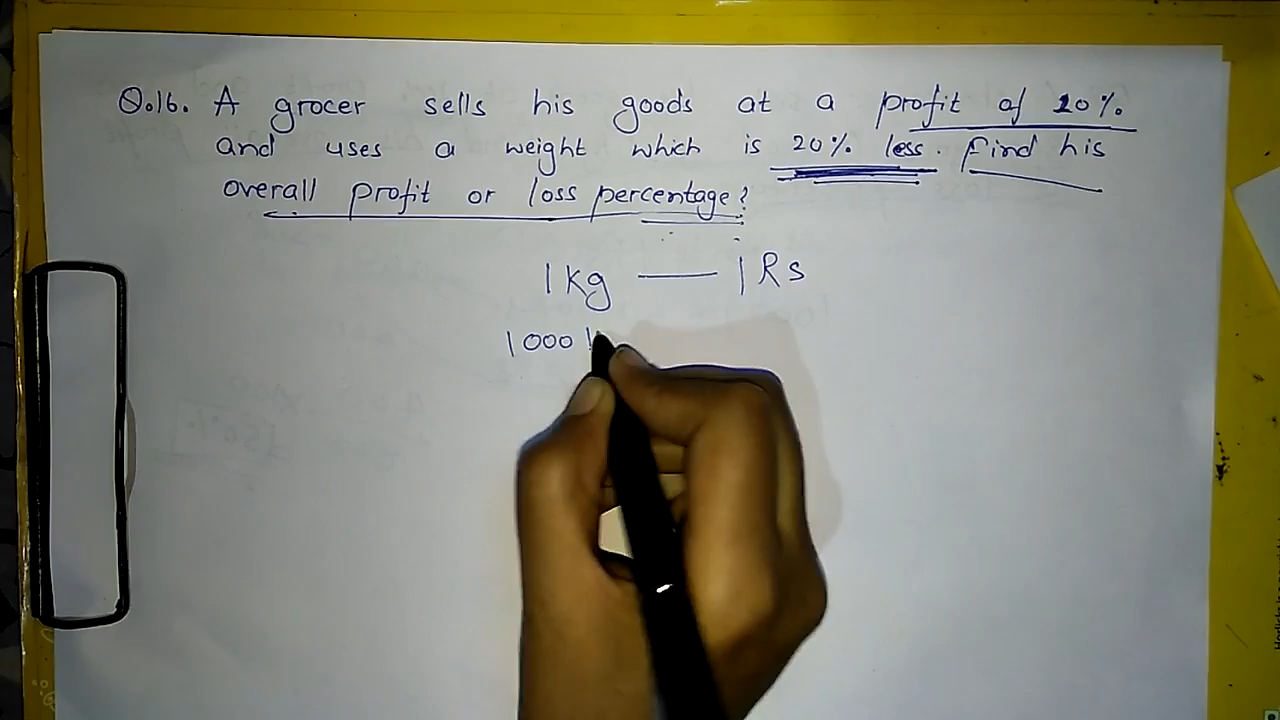 Q.16. A grocer sells his goods at a profit of 20%
and uses a weight which is 20% less. Find his
overall profit or loss percentage?
1 kg — 1 Rs
1000